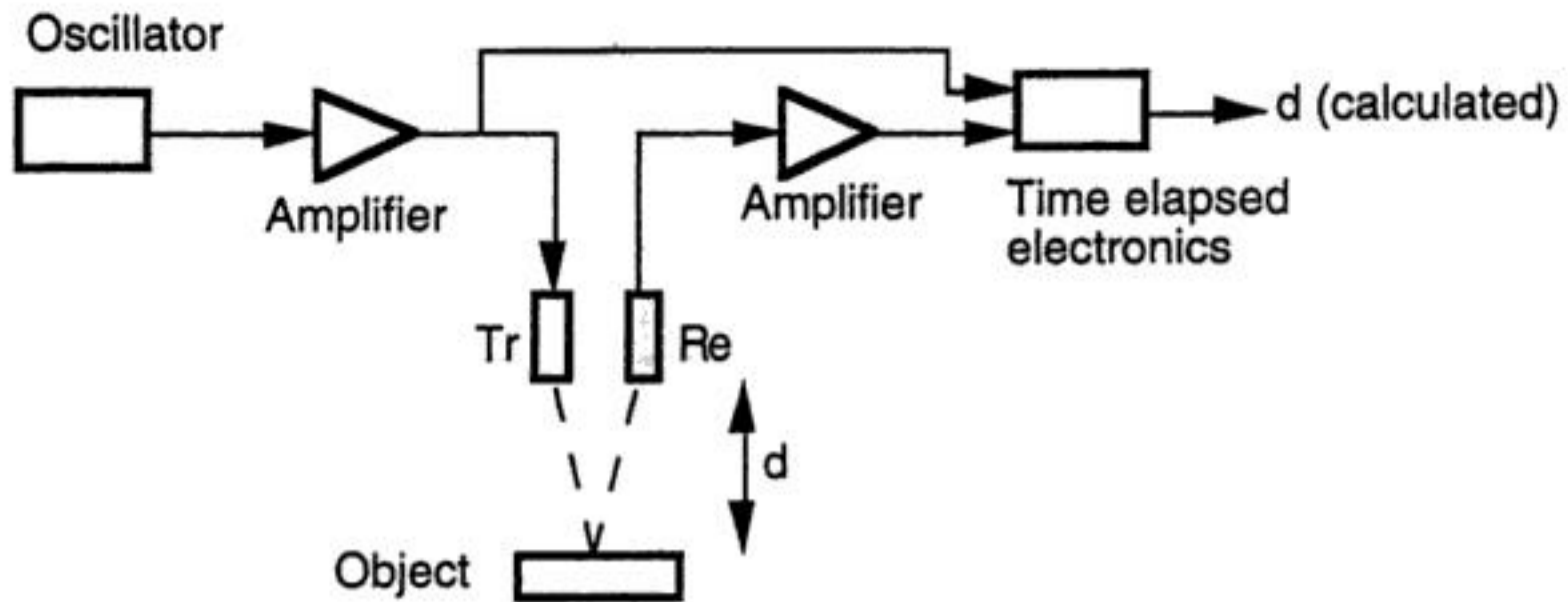 Oscillator
Amplifier
Amplifier
Time elapsed
electronics
d (calculated)
Tr
Re
d
Object